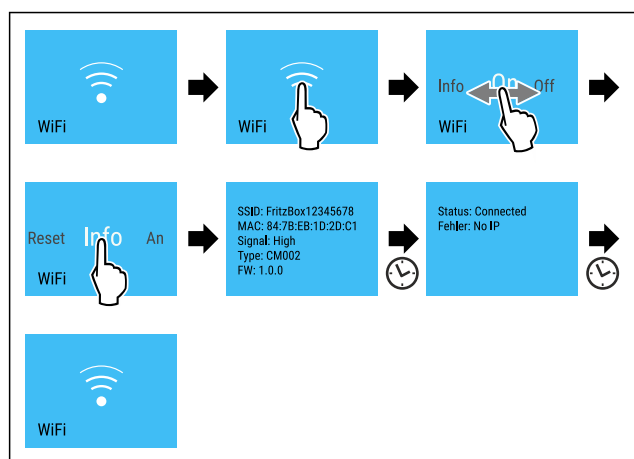 WiFi
WiFi
Info On Off
WiFi
Reset Info An
WiFi
SSID: FritzBox12345678
MAC: 84:7B:EB:1D:2D:C1
Signal: High
Type: CM002
FW: 1.0.0
Status: Connected
Fehler: No IP
WiFi